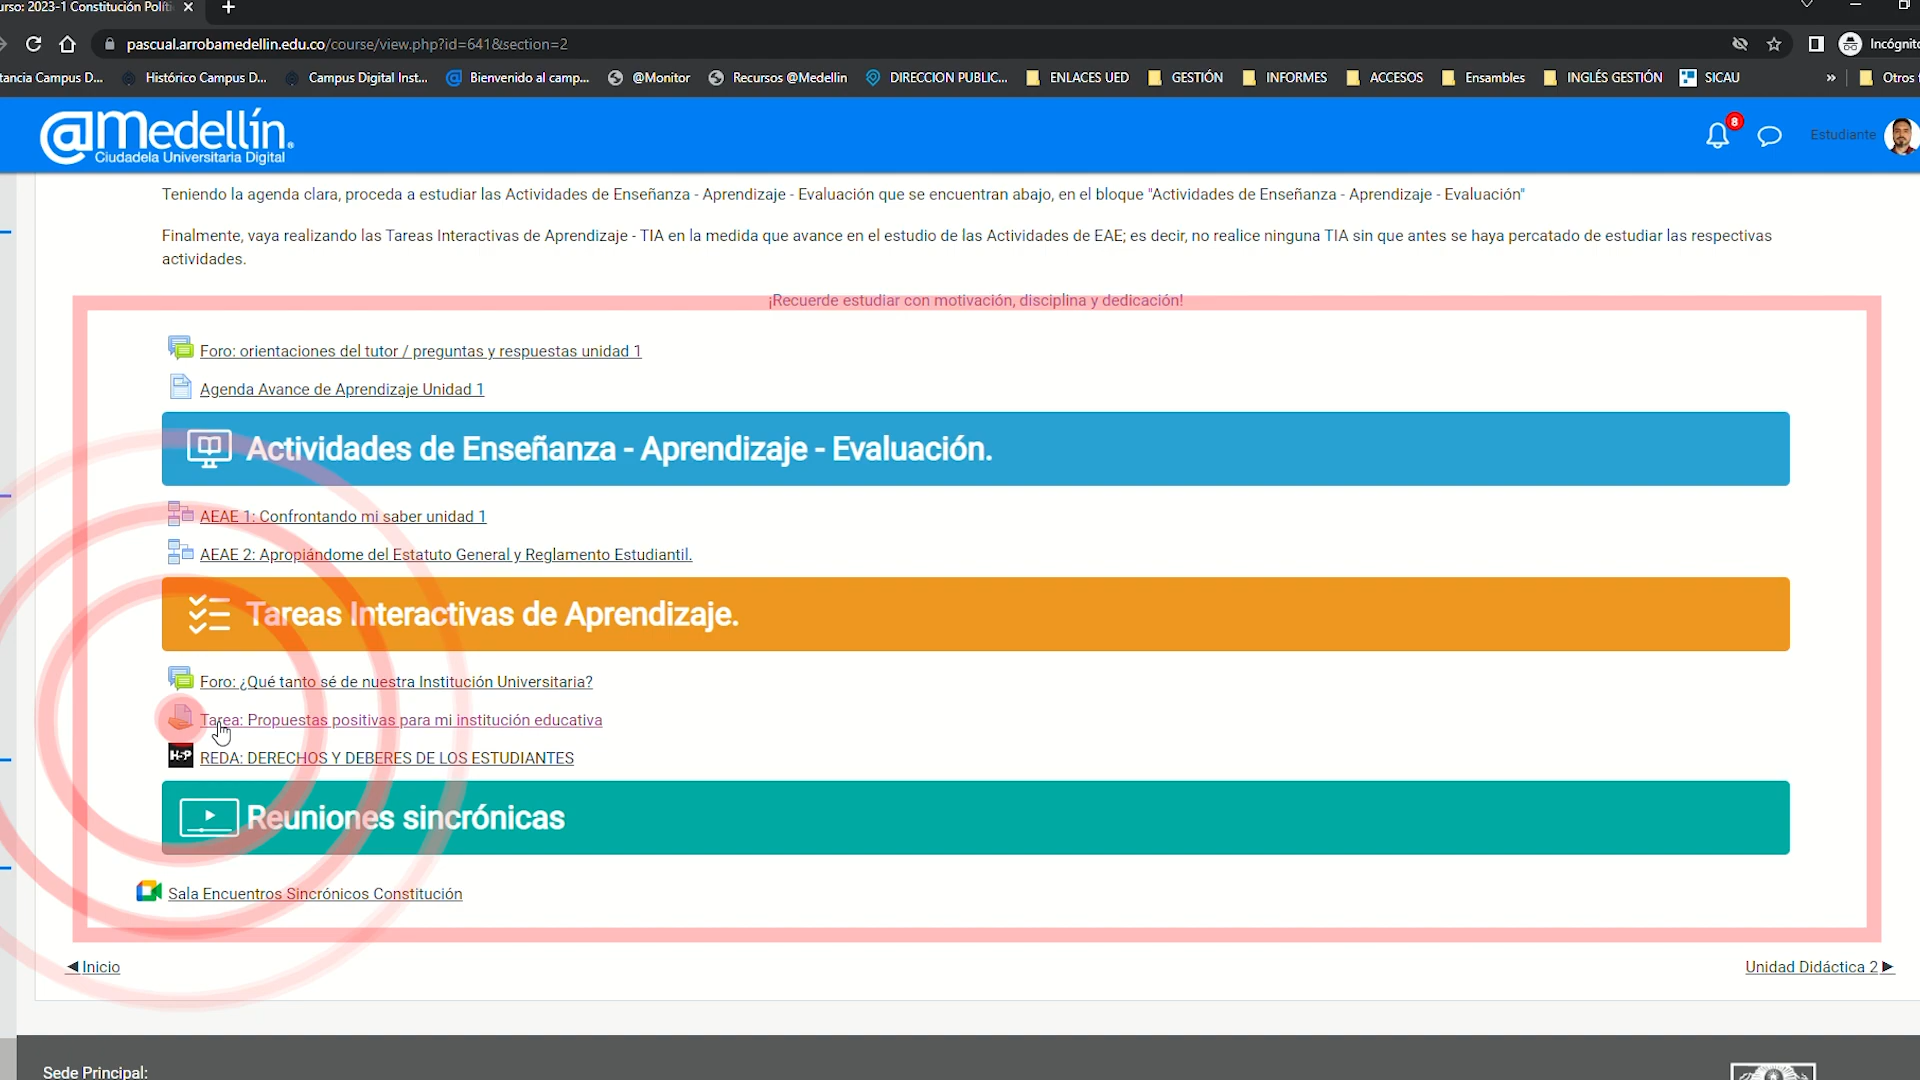 urso: 2023-1 Constitución Políti
pascual.arrobamedellin.edu.co/course/view.php?id=641&section=2
Incógnito
tancia Campus D...
Histórico Campus D...
Campus Digital Inst...
Bienvenido al camp...
@Monitor
Recursos @Medellin
DIRECCION PUBLIC...
ENLACES UED
GESTIÓN
INFORMES
ACCESOS
Ensambles
INGLÉS GESTIÓN
SICAU
»
Otros
@Medellín.
Ciudadela Universitaria Digital
8
Estudiante
Teniendo la agenda clara, proceda a estudiar las Actividades de Enseñanza - Aprendizaje - Evaluación que se encuentran abajo, en el bloque "Actividades de Enseñanza - Aprendizaje - Evaluación"
Finalmente, vaya realizando las Tareas Interactivas de Aprendizaje - TIA en la medida que avance en el estudio de las Actividades de EAE; es decir, no realice ninguna TIA sin que antes se haya percatado de estudiar las respectivas
actividades.
¡Recuerde estudiar con motivación, disciplina y dedicación!
Foro: orientaciones del tutor / preguntas y respuestas unidad 1
Agenda Avance de Aprendizaje Unidad 1
Actividades de Enseñanza - Aprendizaje - Evaluación.
AEAE 1: Confrontando mi saber unidad 1
AEAE 2: Apropiándome del Estatuto General y Reglamento Estudiantil.
Tareas Interactivas de Aprendizaje.
Foro: ¿Qué tanto sé de nuestra Institución Universitaria?
Tarea: Propuestas positivas para mi institución educativa
H5P REDA: DERECHOS Y DEBERES DE LOS ESTUDIANTES
Reuniones sincrónicas
Sala Encuentros Sincrónicos Constitución
◀ Inicio
Unidad Didáctica 2 ▶
Sede Principal: